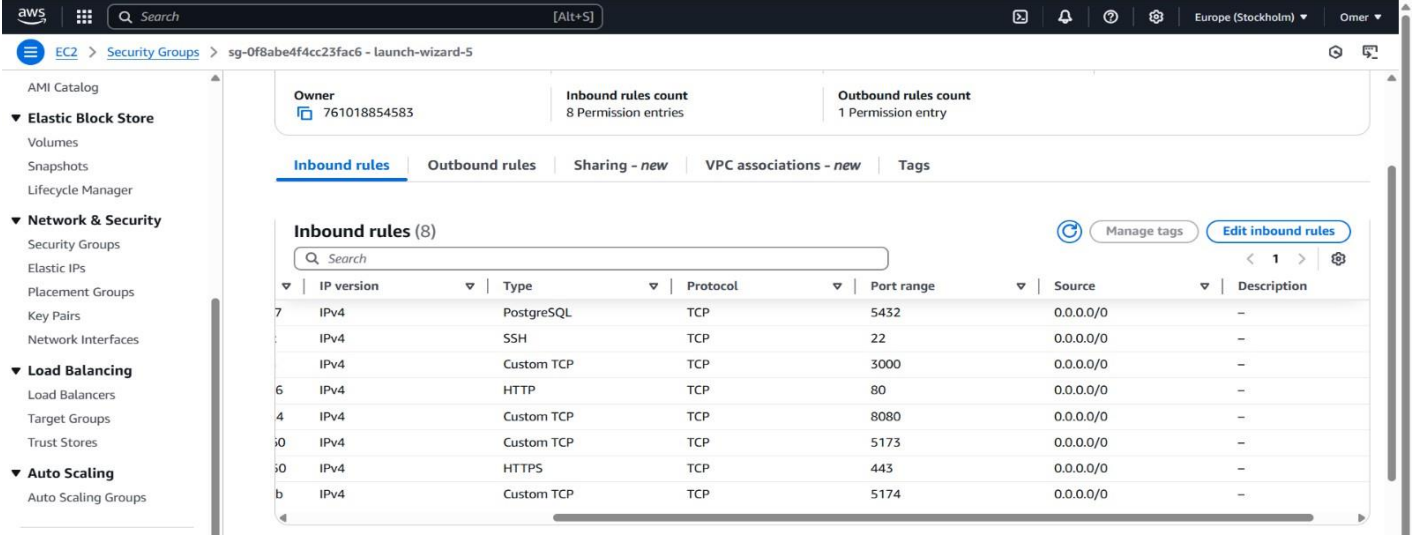 aws Search [Alt+S] Europe (Stockholm) Omer
EC2 > Security Groups > sg-0f8abe4f4cc23fac6 - launch-wizard-5
AMI Catalog
Elastic Block Store
Volumes
Snapshots
Lifecycle Manager
Network & Security
Security Groups
Elastic IPs
Placement Groups
Key Pairs
Network Interfaces
Load Balancing
Load Balancers
Target Groups
Trust Stores
Auto Scaling
Auto Scaling Groups
Owner Inbound rules count Outbound rules count
761018854583 8 Permission entries 1 Permission entry
Inbound rules Outbound rules Sharing - new VPC associations - new Tags
Inbound rules (8) Manage tags Edit inbound rules
Search < 1 >
IP version Type Protocol Port range Source Description
7 IPv4 PostgreSQL TCP 5432 0.0.0.0/0 –
IPv4 SSH TCP 22 0.0.0.0/0 –
IPv4 Custom TCP TCP 3000 0.0.0.0/0 –
6 IPv4 HTTP TCP 80 0.0.0.0/0 –
4 IPv4 Custom TCP TCP 8080 0.0.0.0/0 –
50 IPv4 Custom TCP TCP 5173 0.0.0.0/0 –
50 IPv4 HTTPS TCP 443 0.0.0.0/0 –
b IPv4 Custom TCP TCP 5174 0.0.0.0/0 –